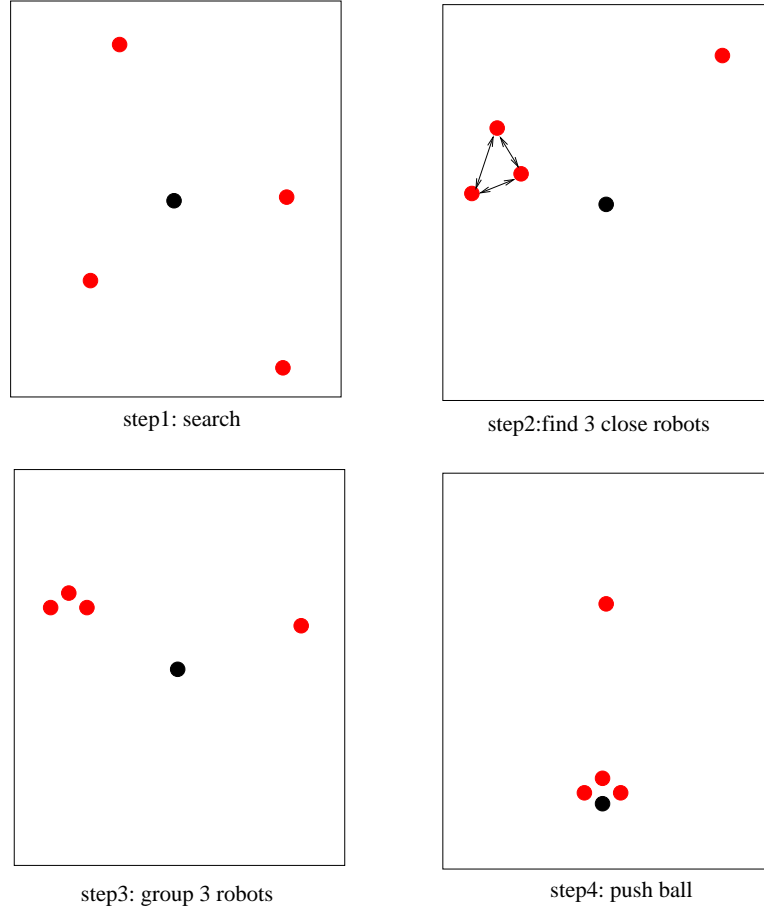 step1: search
step2:find 3 close robots
step3: group 3 robots
step4: push ball